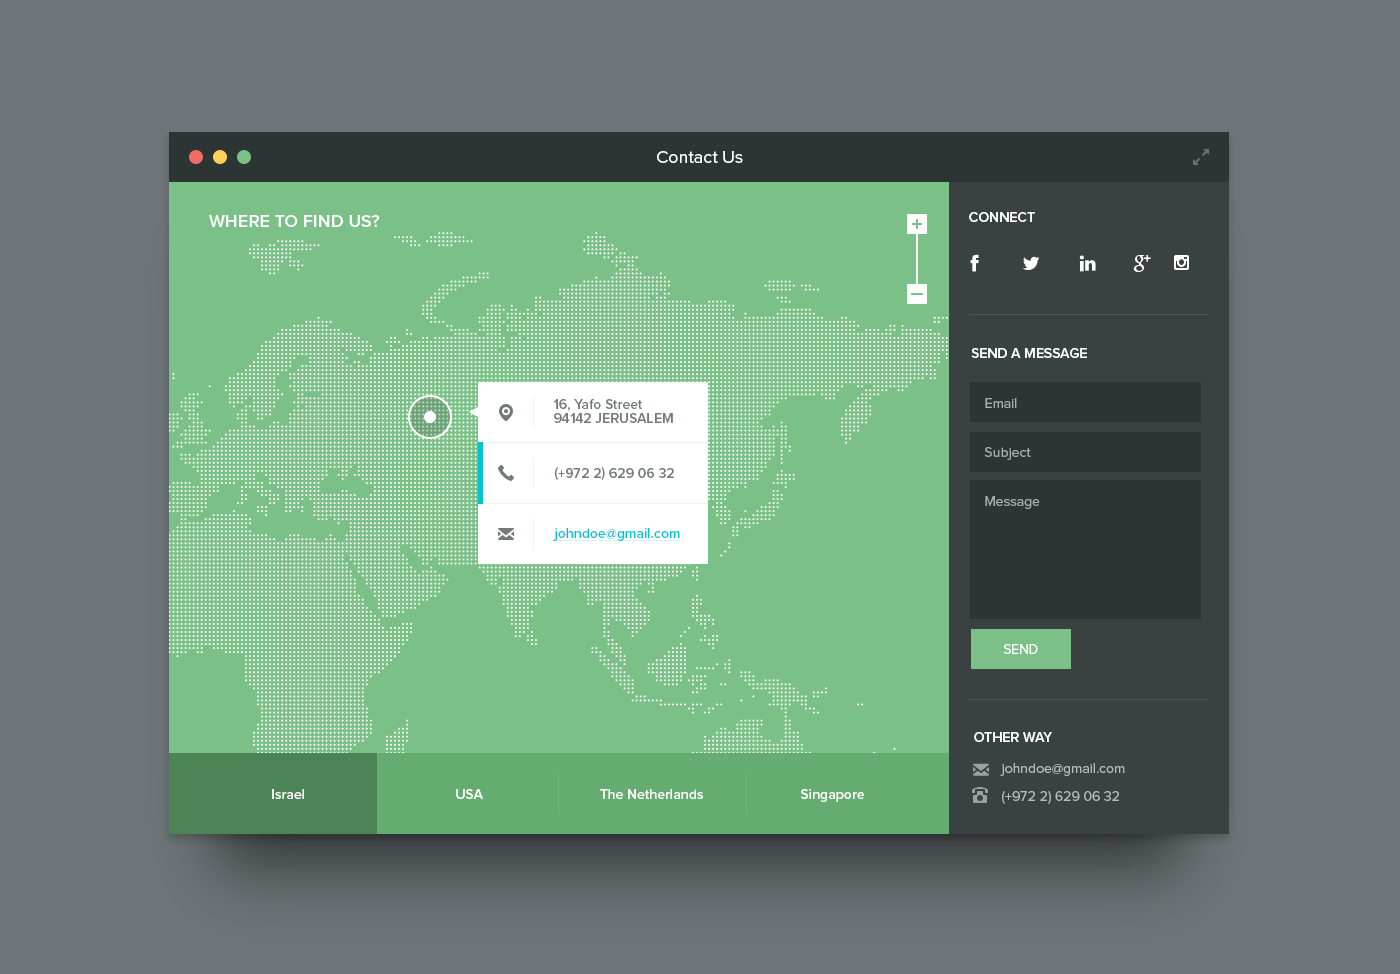 Contact Us
WHERE TO FIND US?
16, Yafo Street
94142 JERUSALEM
(+972 2) 629 06 32
johndoe@gmail.com
Israel
USA
The Netherlands
Singapore
CONNECT
SEND A MESSAGE
Email
Subject
Message
SEND
OTHER WAY
johndoe@gmail.com
(+972 2) 629 06 32